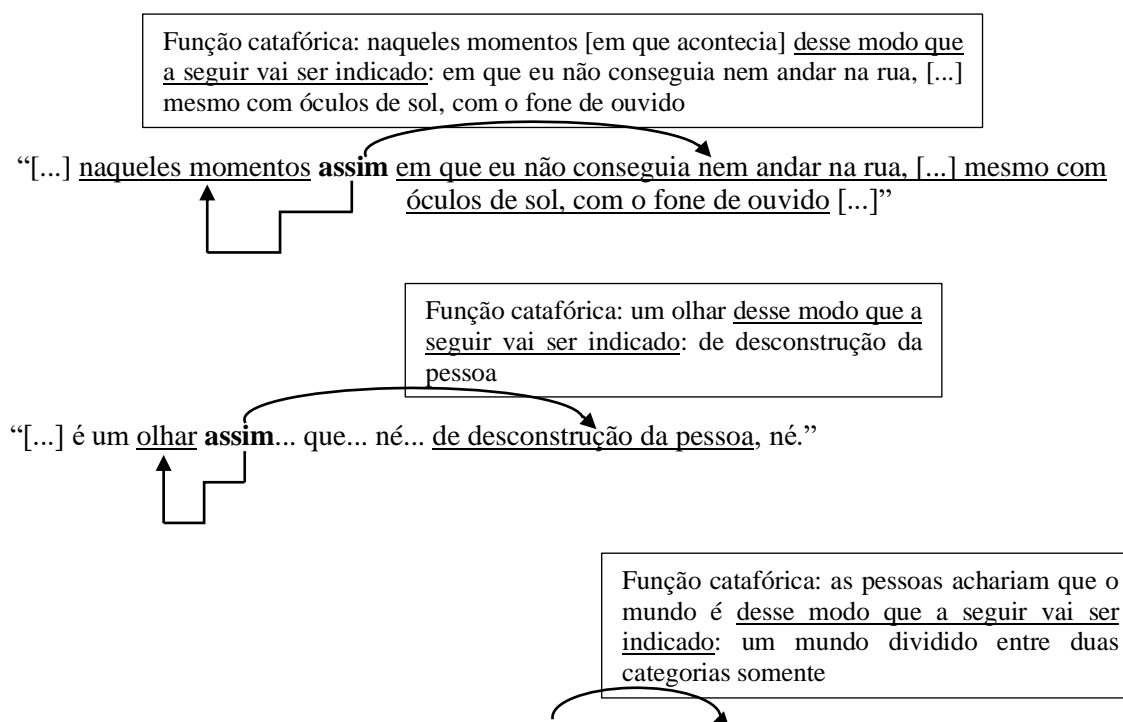 Função catafórica: naqueles momentos [em que acontecia] desse modo que
a seguir vai ser indicado: em que eu não conseguia nem andar na rua, [...]
mesmo com óculos de sol, com o fone de ouvido
“[...] naqueles momentos assim em que eu não conseguia nem andar na rua, [...] mesmo com
óculos de sol, com o fone de ouvido [...]”
Função catafórica: um olhar desse modo que a
seguir vai ser indicado: de desconstrução da
pessoa
“[...] é um olhar assim... que... né... de desconstrução da pessoa, né.”
Função catafórica: as pessoas achariam que o
mundo é desse modo que a seguir vai ser
indicado: um mundo dividido entre duas
categorias somente